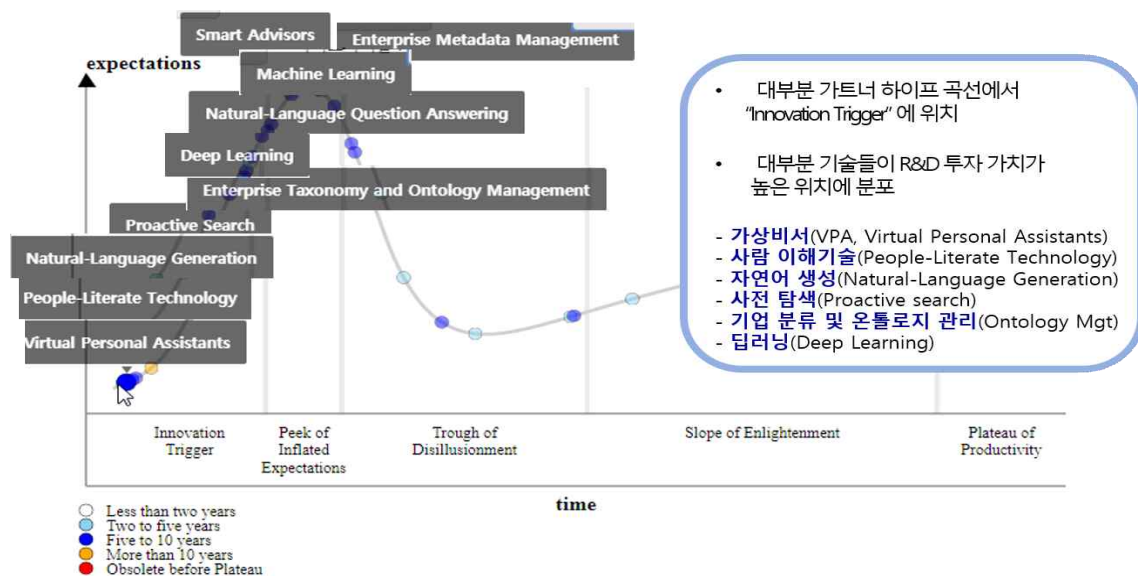 Smart Advisors
Enterprise Metadata Management
expectations
Machine Learning
Natural-Language Question Answering
Deep Learning
Enterprise Taxonomy and Ontology Management
Proactive Search
Natural-Language Generation
People-Literate Technology
Virtual Personal Assistants
• 대부분 가트너 하이프 곡선에서
“Innovation Trigger” 에 위치
• 대부분 기술들이 R&D 투자 가치가
높은 위치에 분포
- 가상비서(VPA, Virtual Personal Assistants)
- 사람 이해기술(People-Literate Technology)
- 자연어 생성(Natural-Language Generation)
- 사전 탐색(Proactive search)
- 기업 분류 및 온톨로지 관리(Ontology Mgt)
- 딥러닝(Deep Learning)
Innovation
Trigger
Peek of
Inflated
Expectations
Trough of
Disillusionment
Slope of Enlightenment
Plateau of
Productivity
time
Less than two years
Two to five years
Five to 10 years
More than 10 years
Obsolete before Plateau